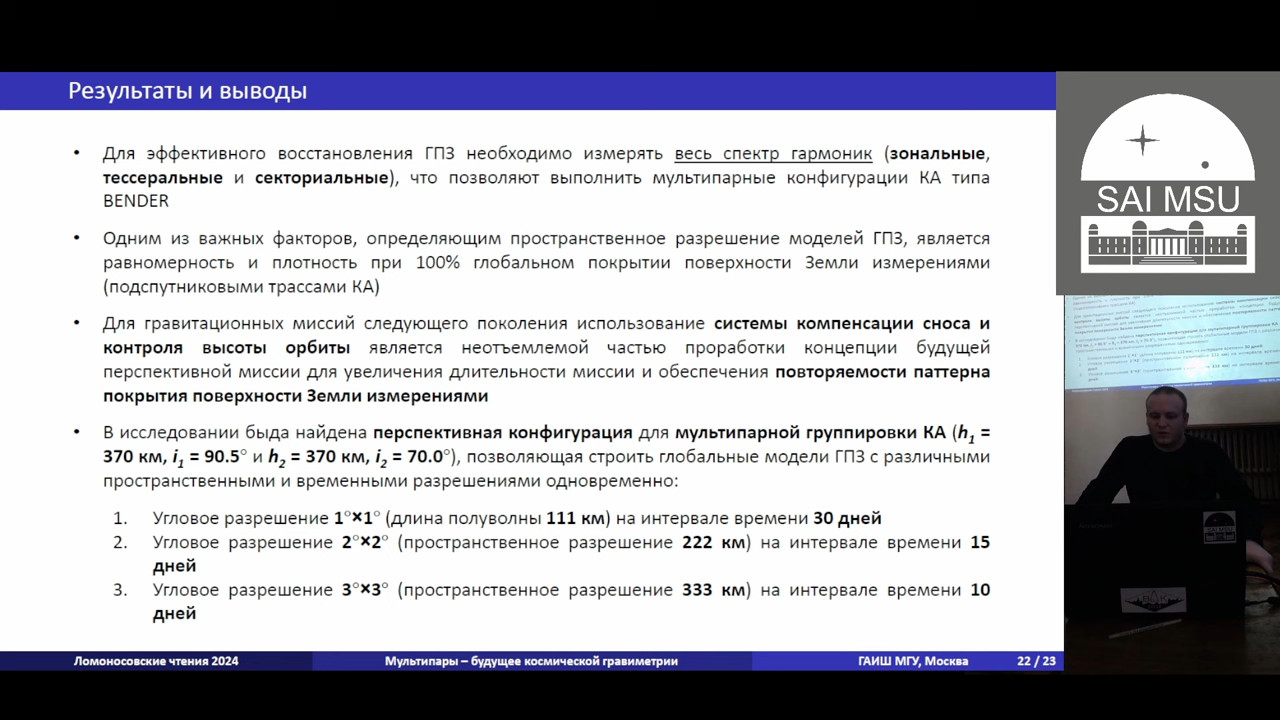 Результаты и выводы
• Для эффективного восстановления ГПЗ необходимо измерять весь спектр гармоник (зональные,
тессеральные и секториальные), что позволяют выполнить мультипарные конфигурации КА типа
BENDER
• Одним из важных факторов, определяющим пространственное разрешение моделей ГПЗ, является
равномерность и плотность при 100% глобальном покрытии поверхности Земли измерениями
(подспутниковыми трассами КА)
• Для гравитационных миссий следующего поколения использование системы компенсации сноса и
контроля высоты орбиты является неотъемлемой частью проработки концепции будущей
перспективной миссии для увеличения длительности миссии и обеспечения повторяемости паттерна
покрытия поверхности Земли измерениями
• В исследовании быда найдена перспективная конфигурация для мультипарной группировки КА (h1 =
370 км, i1 = 90.5° и h2 = 370 км, i2 = 70.0°), позволяющая строить глобальные модели ГПЗ с различными
пространственными и временными разрешениями одновременно:
1. Угловое разрешение 1°×1° (длина полуволны 111 км) на интервале времени 30 дней
2. Угловое разрешение 2°×2° (пространственное разрешение 222 км) на интервале времени 15
дней
3. Угловое разрешение 3°×3° (пространственное разрешение 333 км) на интервале времени 10
дней
Ломоносовские чтения 2024 Мультипары – будущее космической гравиметрии ГАИШ МГУ, Москва 22 / 23
SAI MSU